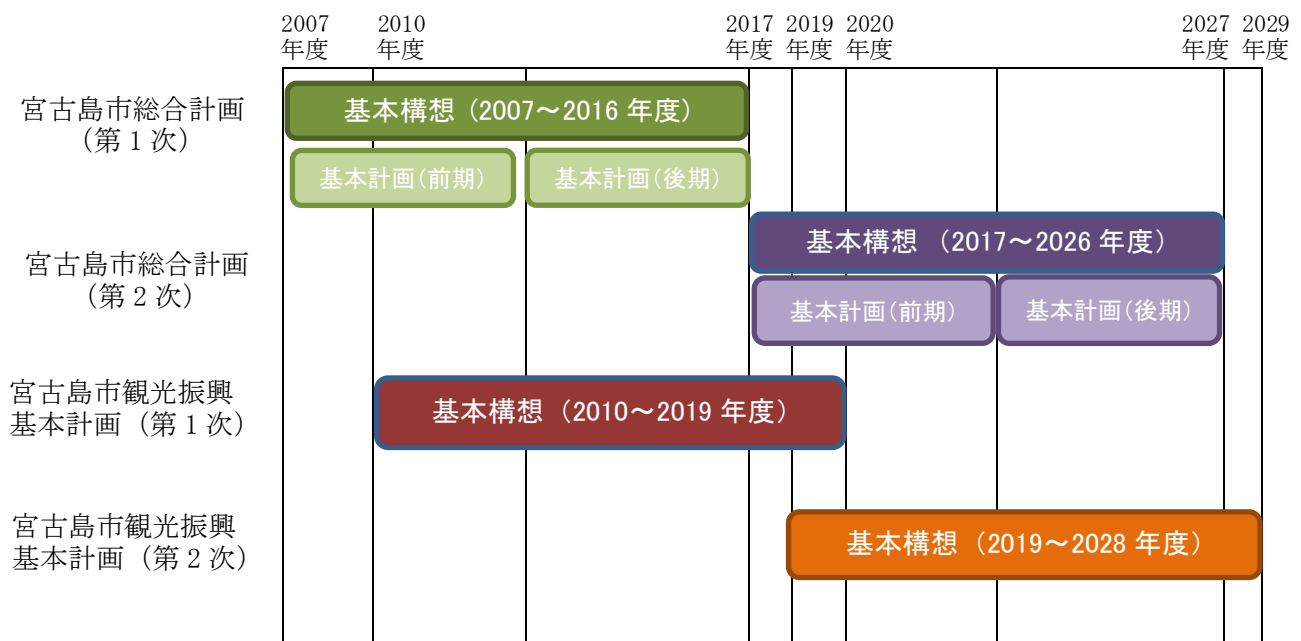 2007
年度
2010
年度
2017
年度
2019
年度
2020
年度
2027
年度
2029
年度
宮古島市総合計画
（第１次）
基本構想（2007～2016 年度）
基本計画（前期）
基本計画（後期）
宮古島市総合計画
（第２次）
基本構想 （2017～2026 年度）
基本計画（前期）
基本計画（後期）
宮古島市観光振興
基本計画（第１次）
基本構想（2010～2019 年度）
宮古島市観光振興
基本計画（第２次）
基本構想（2019～2028 年度）